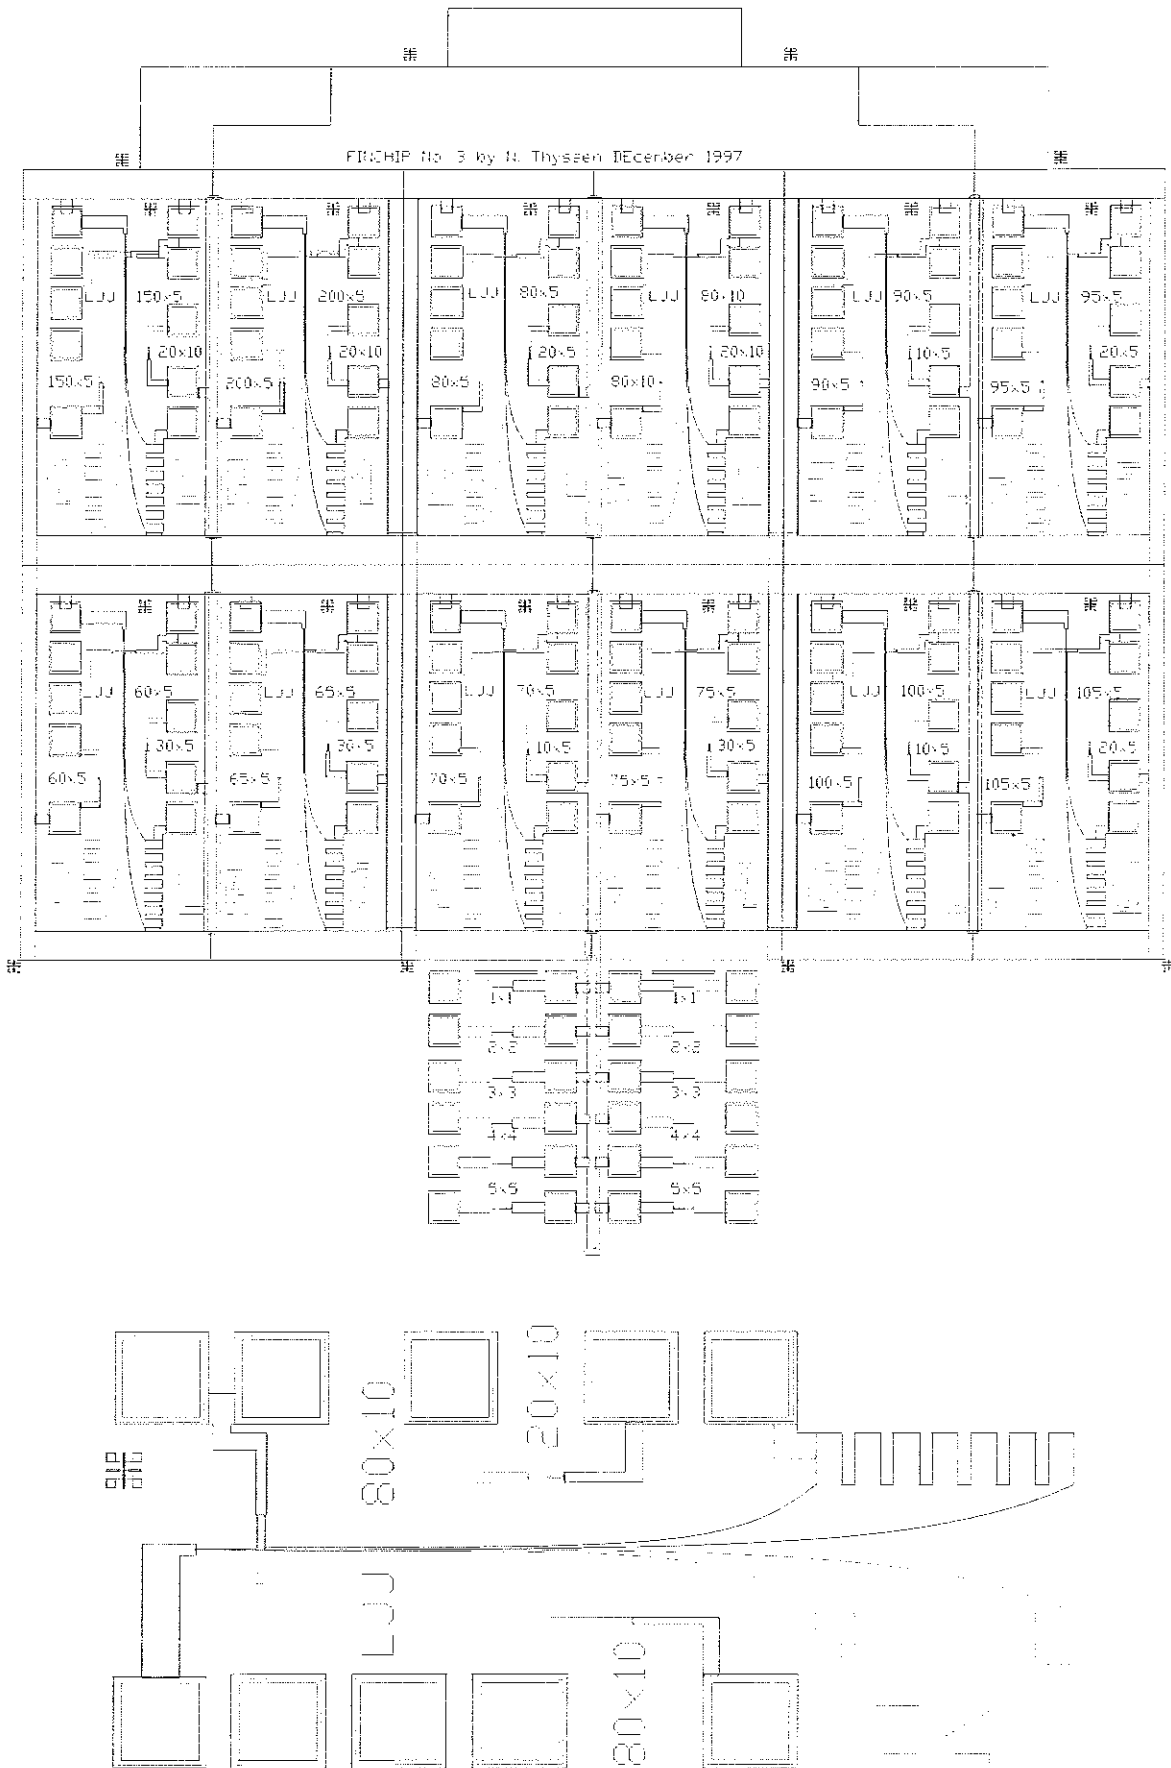 FINCHIP No 3 by N. Thyssen DEcember 1997
LJJ 150×5 LJJ 200×5 LJJ 80×5 LJJ 80×10 LJJ 90×5 LJJ 95×5
20×10 20×10 20×5 20×10 10×5 20×5
150×5 200×5 80×5 80×10 90×5 95×5
LJJ 60×5 LJJ 65×5 LJJ 70×5 LJJ 75×5 LJJ 100×5 LJJ 105×5
30×5 30×5 10×5 30×5 10×5 20×5
60×5 65×5 70×5 75×5 100×5 105×5
1×1 1×1
2×2 2×2
3×3 3×3
4×4 4×4
5×5 5×5
80×10
20×10
LJJ
80×10